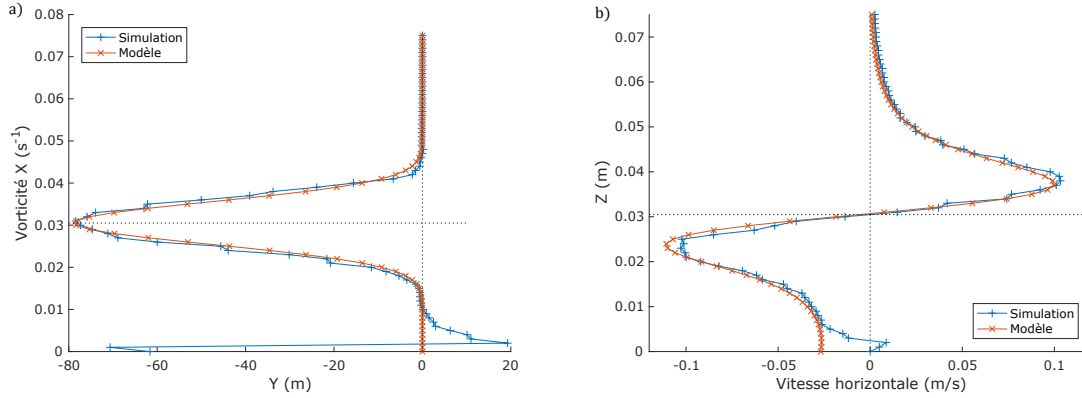 a)
Vorticité X (s-1)
0.08
0.07
0.06
0.05
0.04
0.03
0.02
0.01
0
-80
-60
-40
-20
0
20
Y (m)
Simulation
Modèle
b)
Z (m)
0.07
0.06
0.05
0.04
0.03
0.02
0.01
0
-0.1
-0.05
0
0.05
0.1
Vitesse horizontale (m/s)
Simulation
Modèle